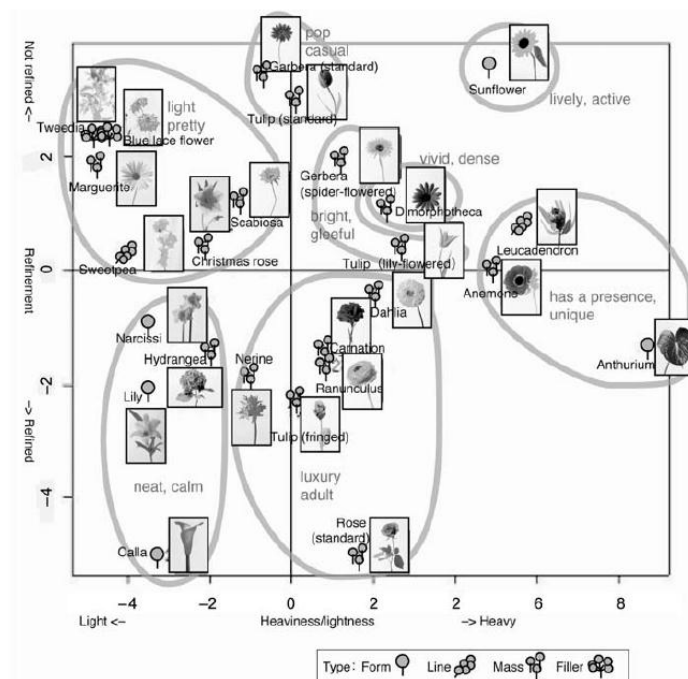 Not refined <-
Refinement
-> Refined
2
0
-2
-4
pop
casual
Garbera (standard)
Tulip (standard)
Sunflower
lively, active
light
pretty
Tweedia
Blue lace flower
Marguerite
Scabiosa
Sweetpea
Christmas rose
Gerbera
(spider-flowered)
vivid, dense
Dimorphotheca
bright,
gleeful
Tulip (lily-flowered)
Leucadendron
Anemone
has a presence,
unique
Anthurium
Narcissi
Hydrangea
Lily
neat, calm
Calla
Nerine
Dahlia
Carnation
Ranunculus
Tulip (fringed)
luxury
adult
Rose
(standard)
-4
-2
0
2
4
6
8
Light <-
Heaviness/lightness
-> Heavy
Type: Form Line Mass Filler